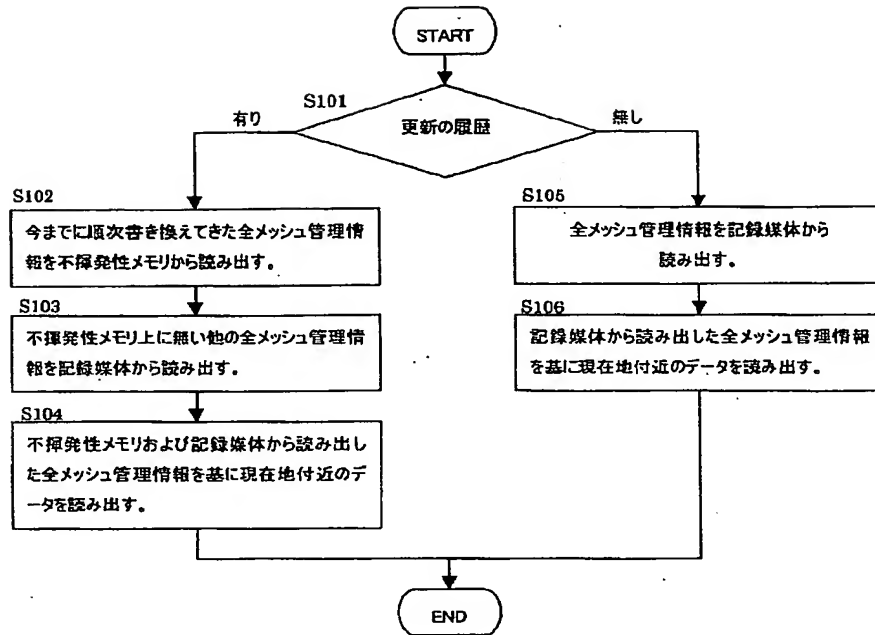 START
S101
更新の履歴
有り
無し
S102
今までに順次書き換えてきた全メッシュ管理情
報を不揮発性メモリから読み出す。
S103
不揮発性メモリ上に無い他の全メッシュ管理情
報を記録媒体から読み出す。
S104
不揮発性メモリおよび記録媒体から読み出し
た全メッシュ管理情報を基に現在地付近のデ
ータを読み出す。
S105
全メッシュ管理情報を記録媒体から
読み出す。
S106
記録媒体から読み出した全メッシュ管理情報
を基に現在地付近のデータを読み出す。
END